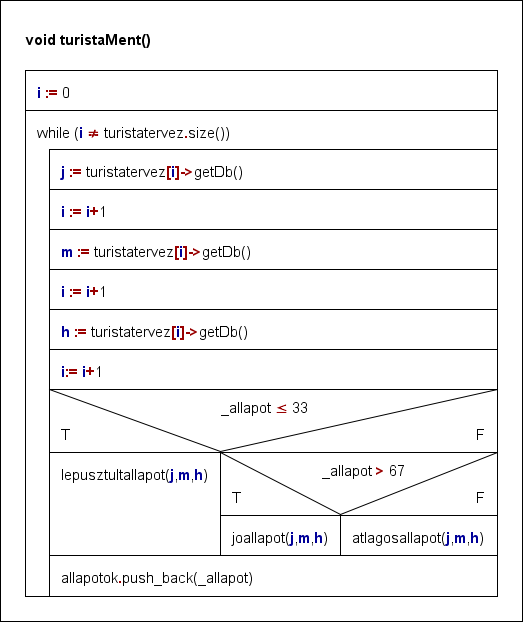 void turistaMent()
i := 0
while (i ≠ turistatervez.size())
j := turistatervez[i]->getDb()
i := i+1
m := turistatervez[i]->getDb()
i := i+1
h := turistatervez[i]->getDb()
i:= i+1
_allapot ≤ 33
T F
lepusztultallapot(j,m,h)
_allapot > 67
T F
joallapot(j,m,h) atlagosallapot(j,m,h)
allapotok.push_back(_allapot)